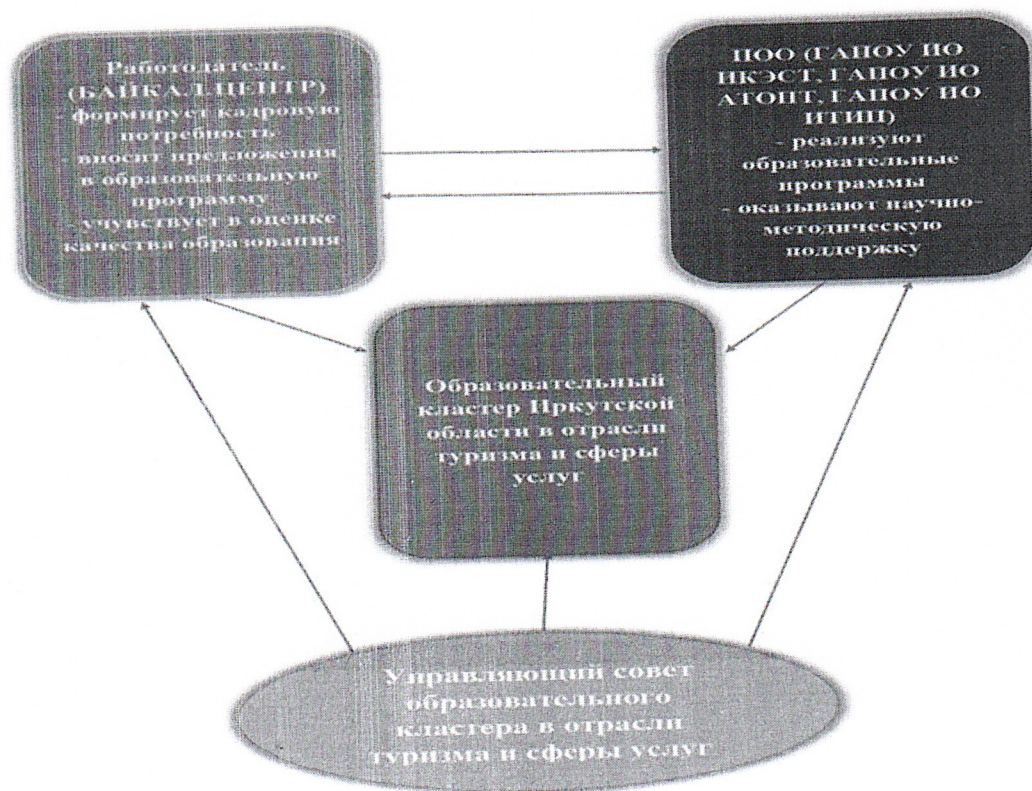 Работодатель
(БАЙКАЛ ЦЕНТР)
- формирует кадровую
потребность
- вносит предложения
в образовательную
программу
- учувствует в оценке
качества образования
ПОО (ГАПОУ ИО
ИКЭСТ, ГАПОУ ИО
АТОПТ, ГАПОУ ИО
ИТИП)
- реализуют
образовательные
программы
- оказывают научно-
методическую
поддержку
Образовательный
кластер Иркутской
области в отрасли
туризма и сферы
услуг
Управляющий совет
образовательного
кластера в отрасли
туризма и сферы услуг